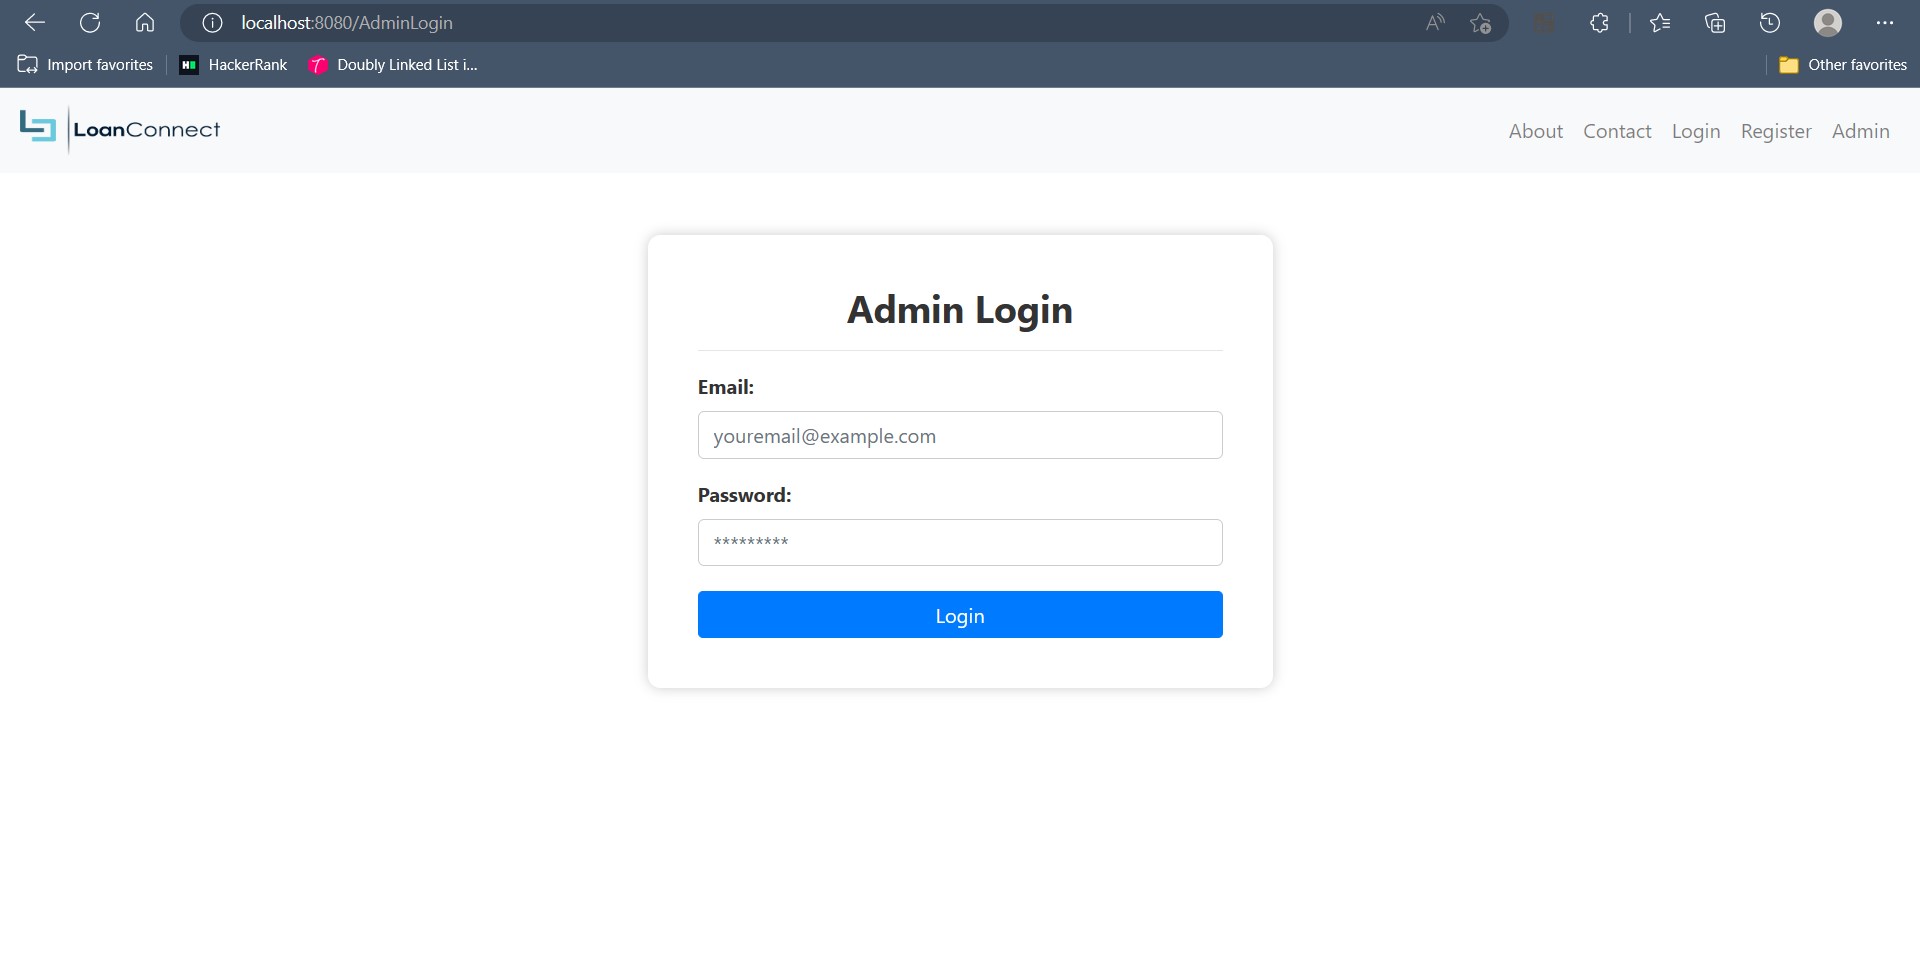 localhost:8080/AdminLogin
Import favorites
HackerRank
Doubly Linked List i...
Other favorites
LoanConnect
About Contact Login Register Admin
Admin Login
Email:
youremail@example.com
Password:
*********
Login